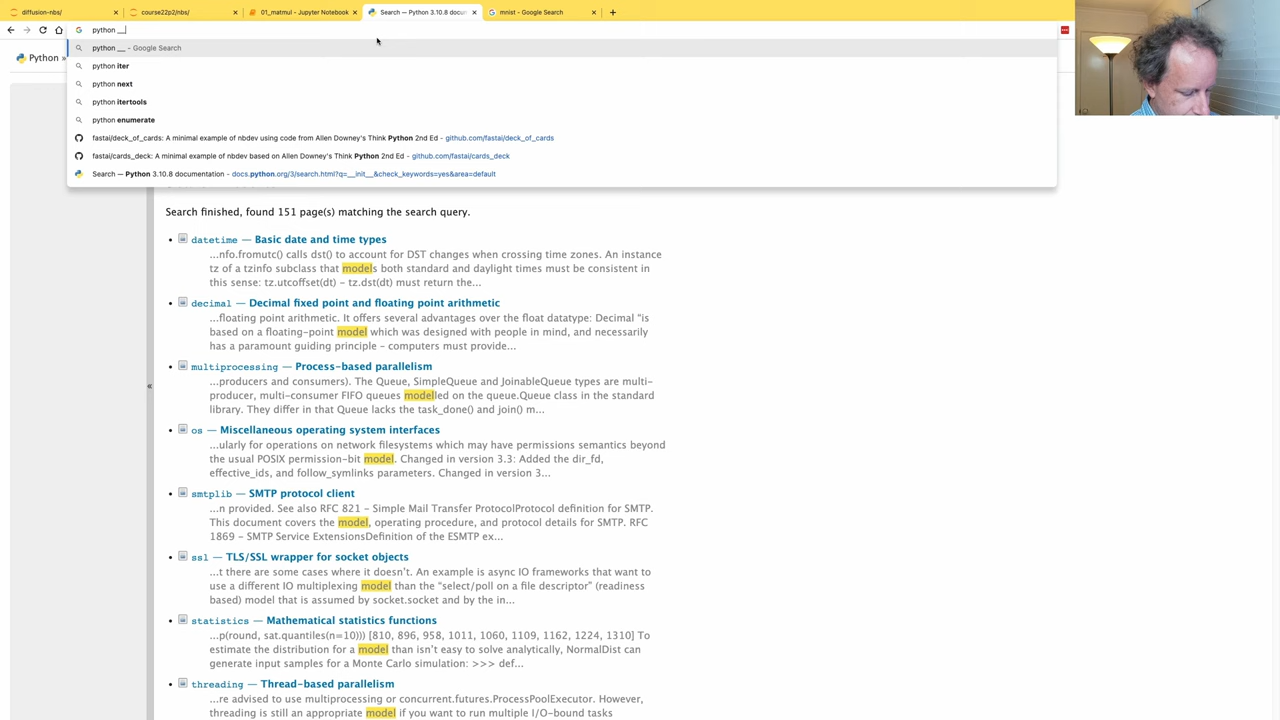 diffusion-nbs/
course22p2/nbs/
01_matmul - Jupyter Notebook
Search — Python 3.10.8 docum
mnist - Google Search
python __
python __ - Google Search
Python »
python iter
python next
python itertools
python enumerate
fastai/deck_of_cards: A minimal example of nbdev using code from Allen Downey's Think Python 2nd Ed - github.com/fastai/deck_of_cards
fastai/cards_deck: A minimal example of nbdev based on Allen Downey's Think Python 2nd Ed - github.com/fastai/cards_deck
Search — Python 3.10.8 documentation - docs.python.org/3/search.html?q=__init__&check_keywords=yes&area=default
Search finished, found 151 page(s) matching the search query.
datetime — Basic date and time types
...nfo.fromutc() calls dst() to account for DST changes when crossing time zones. An instance
tz of a tzinfo subclass that models both standard and daylight times must be consistent in
this sense: tz.utcoffset(dt) - tz.dst(dt) must return the...
decimal — Decimal fixed point and floating point arithmetic
...floating point arithmetic. It offers several advantages over the float datatype: Decimal “is
based on a floating-point model which was designed with people in mind, and necessarily
has a paramount guiding principle – computers must provide...
multiprocessing — Process-based parallelism
...producers and consumers). The Queue, SimpleQueue and JoinableQueue types are multi-
producer, multi-consumer FIFO queues modelled on the queue.Queue class in the standard
library. They differ in that Queue lacks the task_done() and join() m...
os — Miscellaneous operating system interfaces
...ularly for operations on network filesystems which may have permissions semantics beyond
the usual POSIX permission-bit model. Changed in version 3.3: Added the dir_fd,
effective_ids, and follow_symlinks parameters. Changed in version 3...
smtplib — SMTP protocol client
...n provided. See also RFC 821 - Simple Mail Transfer ProtocolProtocol definition for SMTP.
This document covers the model, operating procedure, and protocol details for SMTP. RFC
1869 - SMTP Service ExtensionsDefinition of the ESMTP ex...
ssl — TLS/SSL wrapper for socket objects
...t there are some cases where it doesn’t. An example is async IO frameworks that want to
use a different IO multiplexing model than the “select/poll on a file descriptor” (readiness
based) model that is assumed by socket.socket and by the in...
statistics — Mathematical statistics functions
...p(round, sat.quantiles(n=10))) [810, 896, 958, 1011, 1060, 1109, 1162, 1224, 1310] To
estimate the distribution for a model than isn’t easy to solve analytically, NormalDist can
generate input samples for a Monte Carlo simulation: >>> def...
threading — Thread-based parallelism
...re advised to use multiprocessing or concurrent.futures.ProcessPoolExecutor. However,
threading is still an appropriate model if you want to run multiple I/O-bound tasks